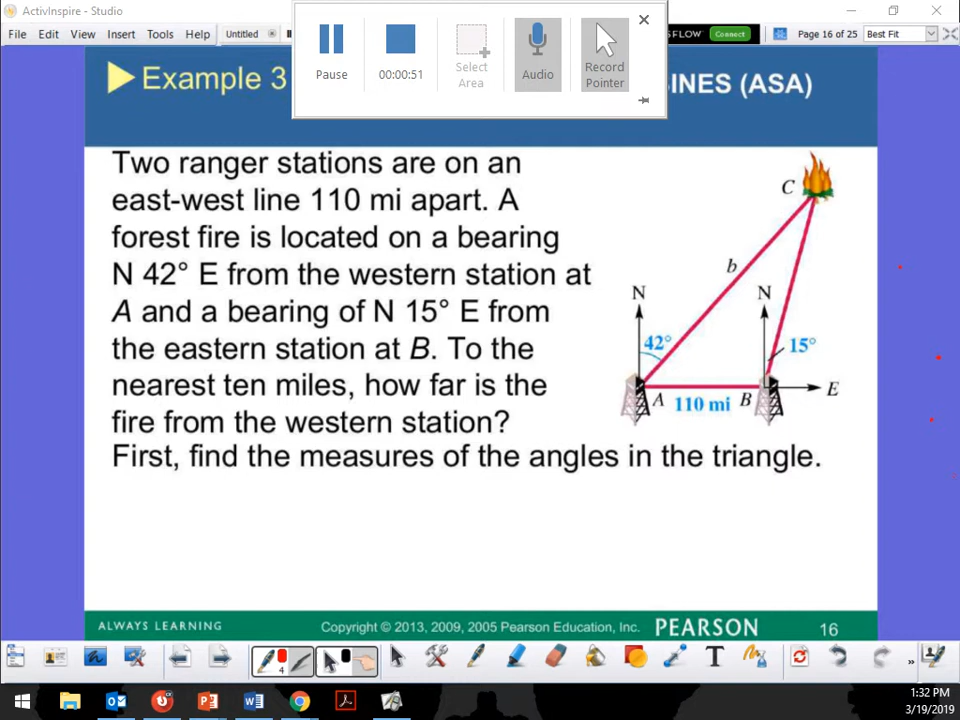 ActivInspire - Studio
File Edit View Insert Tools Help Untitled
FLOW Connect Page 16 of 25 Best Fit
Pause 00:00:51 Select Area Audio Record Pointer
Example 3
INES (ASA)
Two ranger stations are on an
east-west line 110 mi apart. A
forest fire is located on a bearing
N 42° E from the western station at
A and a bearing of N 15° E from
the eastern station at B. To the
nearest ten miles, how far is the
fire from the western station?
First, find the measures of the angles in the triangle.
C
b
N N
42° 15°
E
A 110 mi B
ALWAYS LEARNING Copyright © 2013, 2009, 2005 Pearson Education, Inc. PEARSON 16
4
T
1:32 PM
3/19/2019